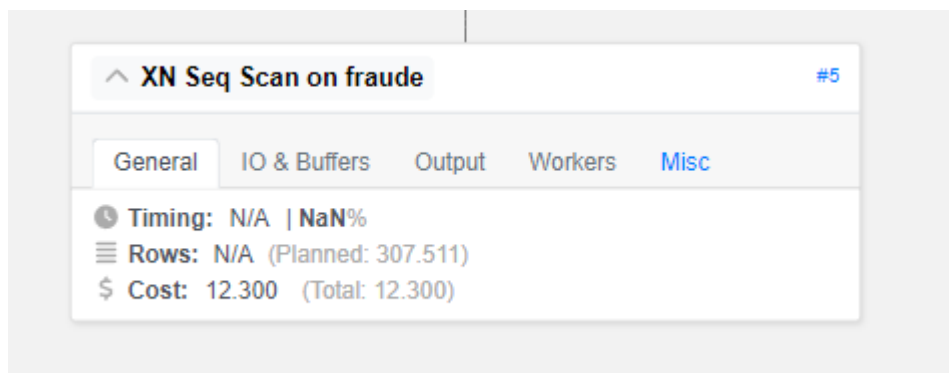 XN Seq Scan on fraude #5
General IO & Buffers Output Workers Misc
Timing: N/A | NaN%
Rows: N/A (Planned: 307.511)
$ Cost: 12.300 (Total: 12.300)